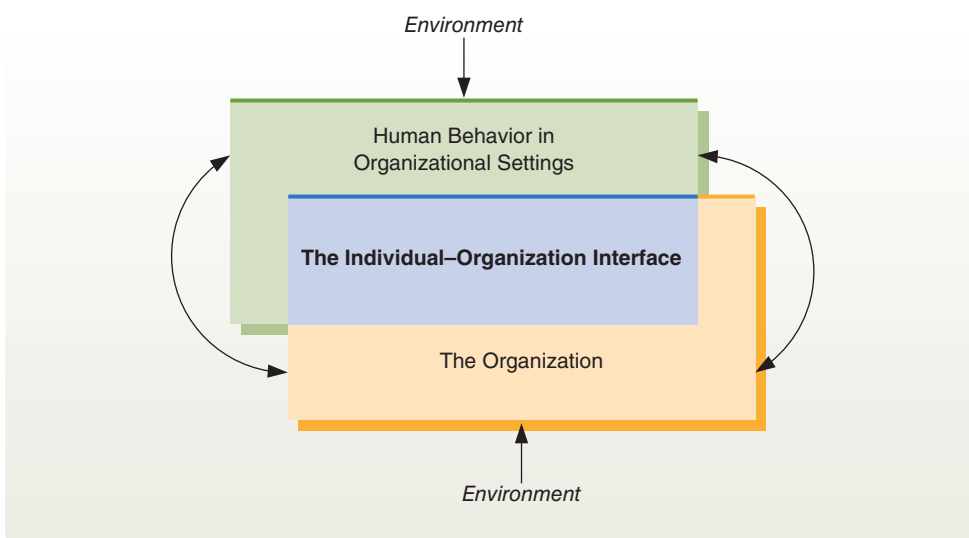 Environment
Human Behavior in
Organizational Settings
The Individual–Organization Interface
The Organization
Environment